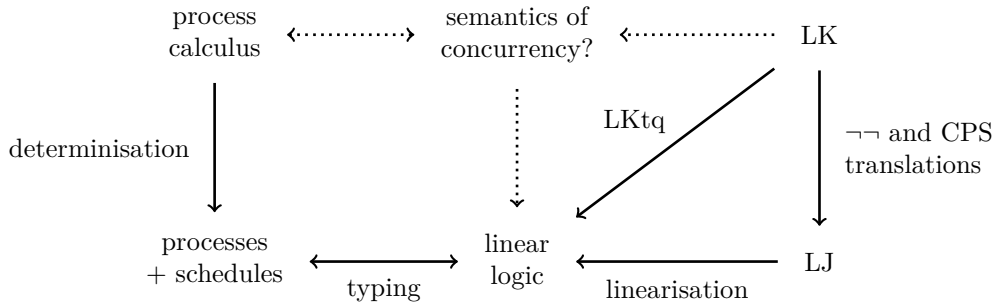 process
calculus
semantics of
concurrency?
LK
determinisation
LKtq
¬¬ and CPS
translations
processes
+ schedules
typing
linear
logic
linearisation
LJ